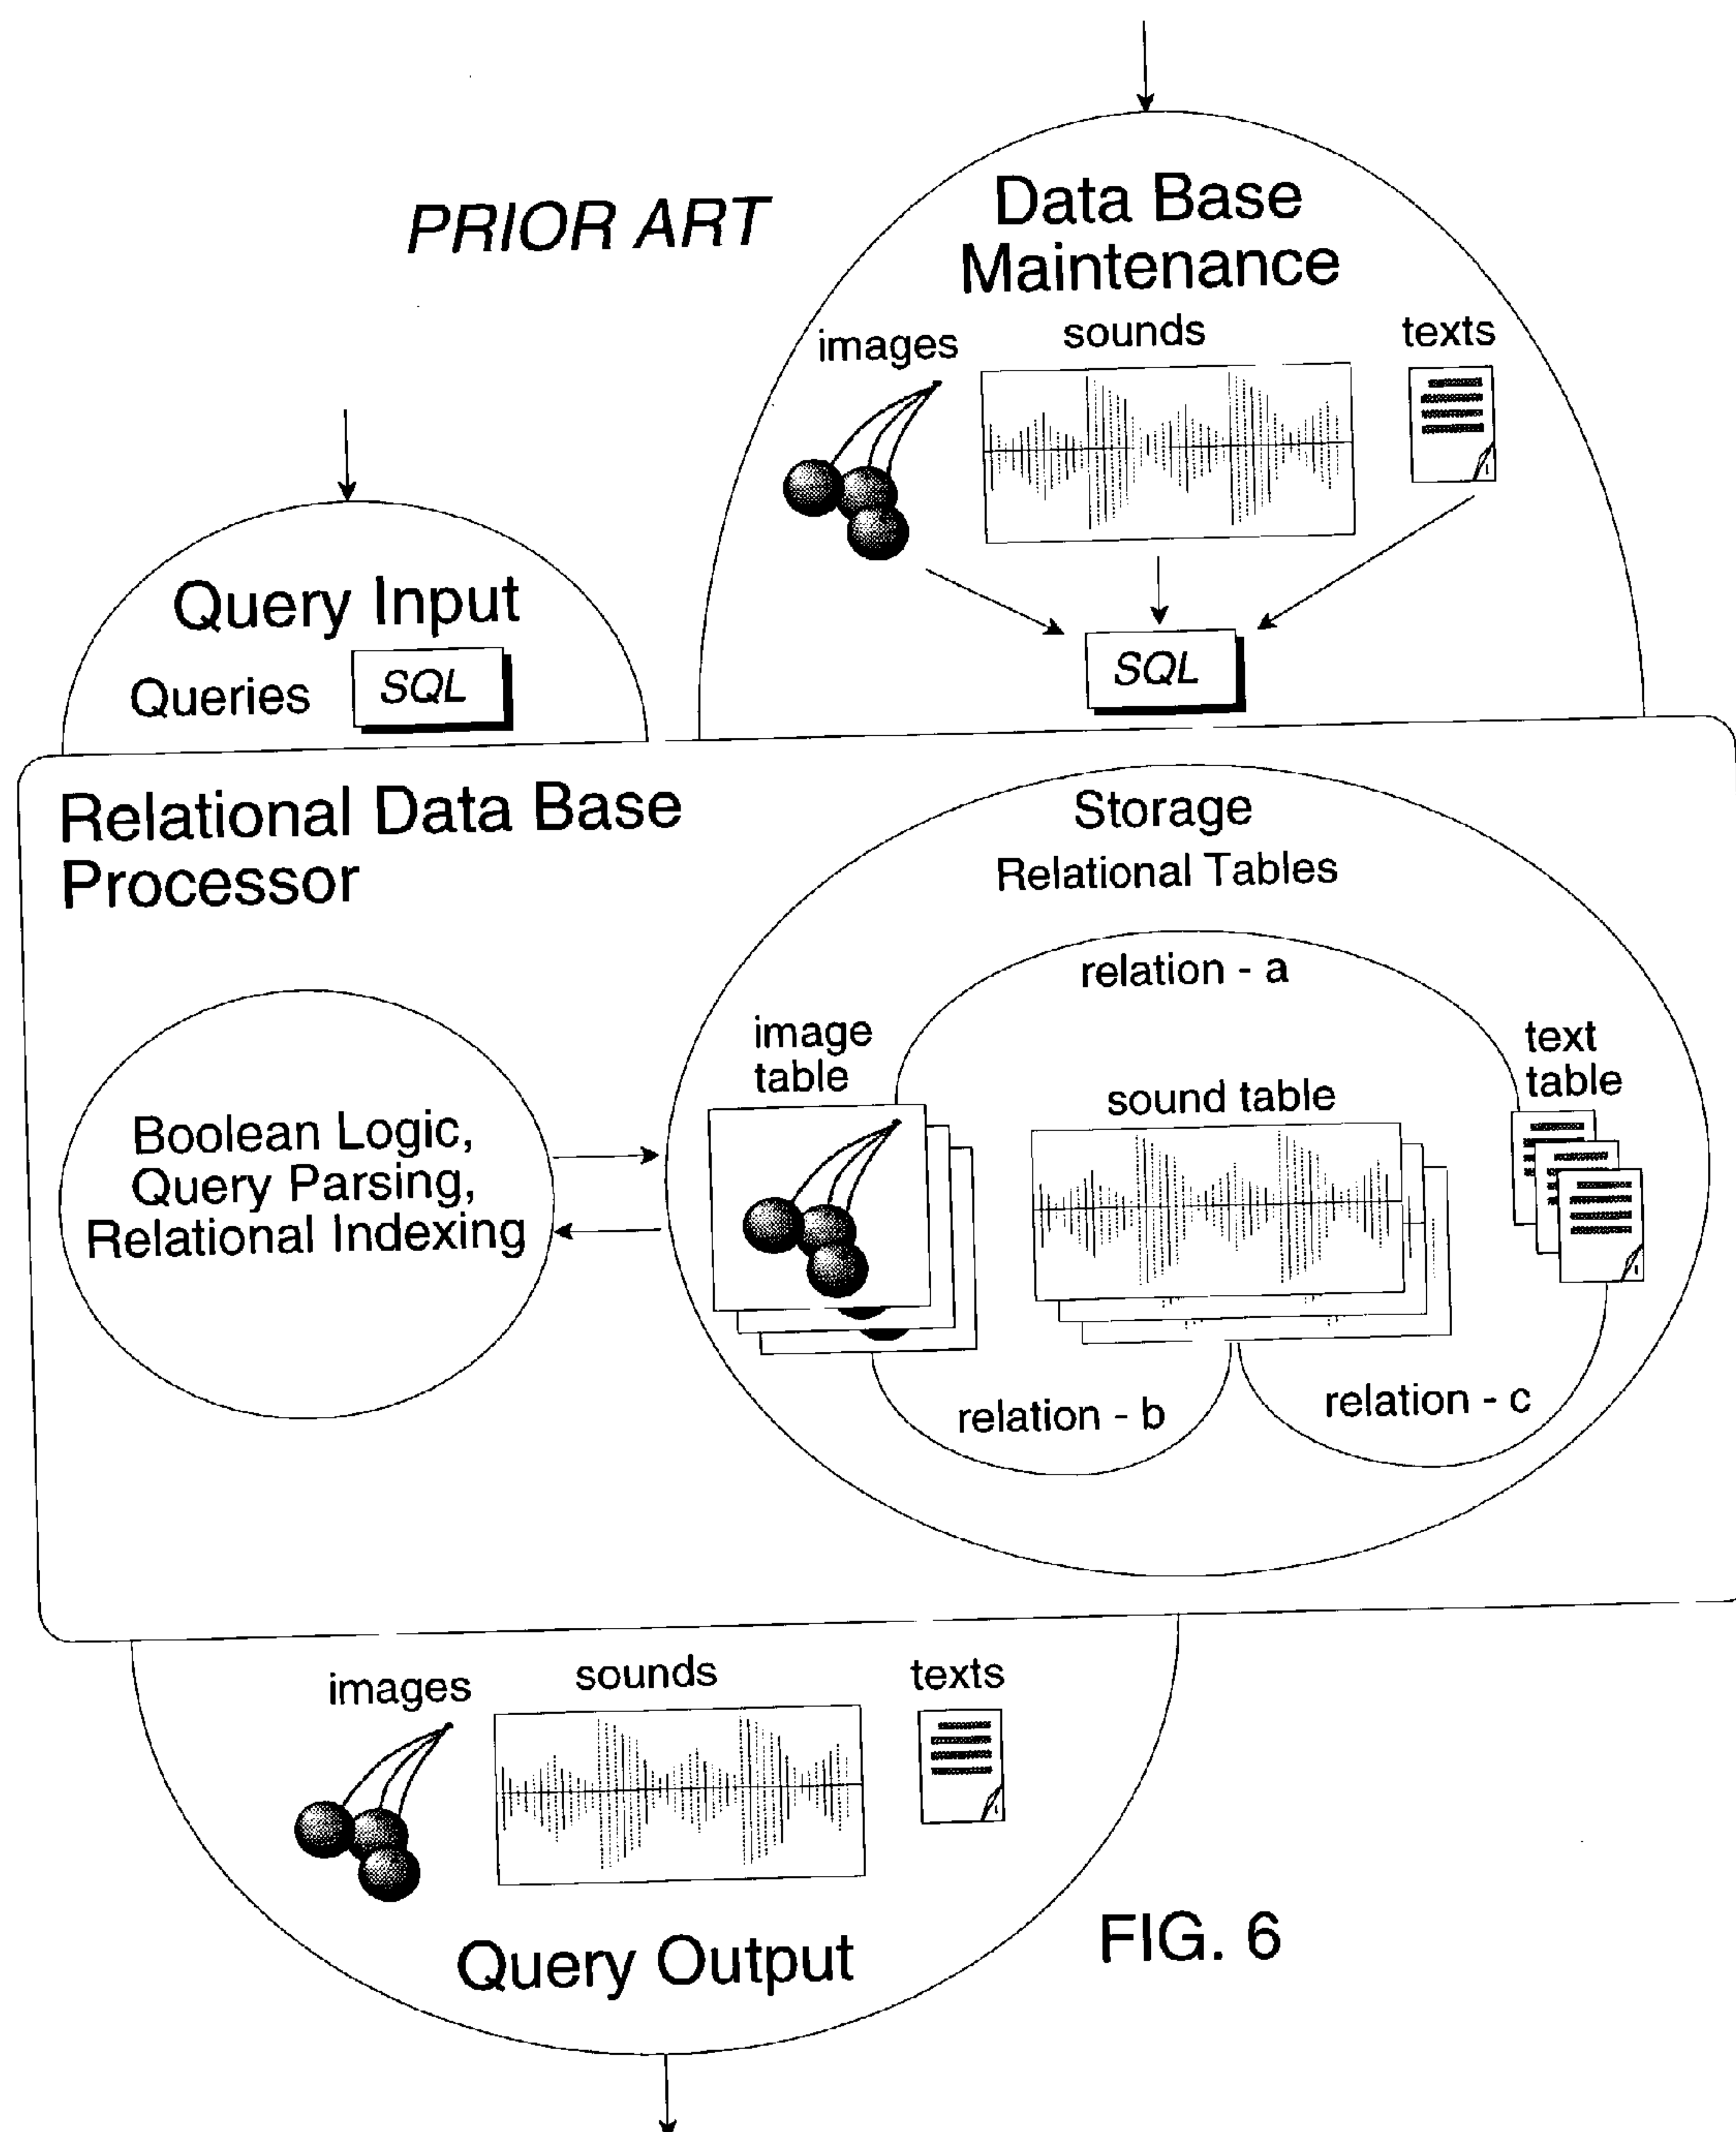 PRIOR ART
Data Base
Maintenance
images
sounds
texts
SQL
Query Input
Queries
SQL
Relational Data Base
Processor
Storage
Relational Tables
relation - a
image
table
sound table
text
table
Boolean Logic,
Query Parsing,
Relational Indexing
relation - b
relation - c
images
sounds
texts
Query Output
FIG. 6